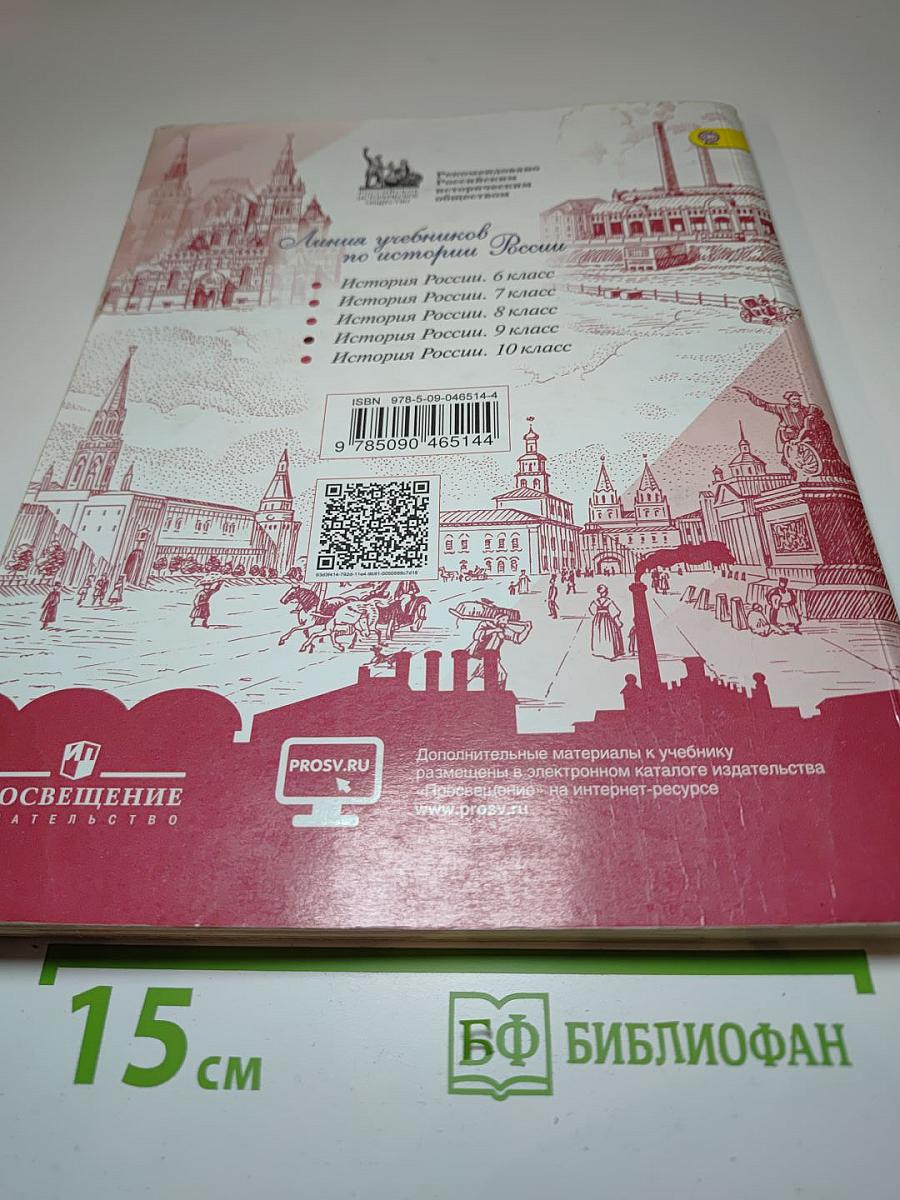 Рекомендовано
Российским
историческим
обществом
Линия учебников
по истории России
История России. 6 класс
История России. 7 класс
История России. 8 класс
История России. 9 класс
История России. 10 класс
ISBN 978-5-09-046514-4
9 785090 465144
ОСВЕЩЕНИЕ
АТЕЛЬСТВО
PROSV.RU
Дополнительные материалы к учебнику
размещены в электронном каталоге издательства
«Просвещение» на интернет-ресурсе
www.prosv.ru
15 см
БФ БИБЛИОФАН